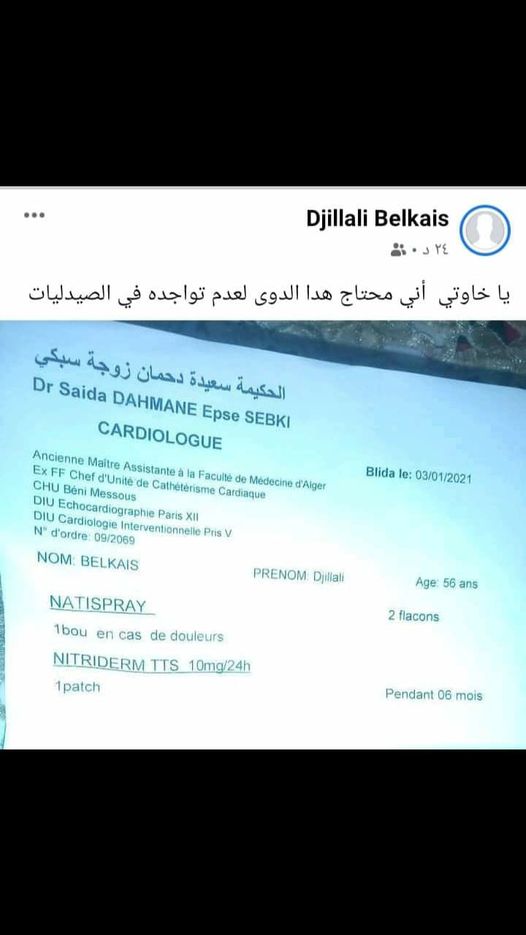 Djillali Belkais
٢٤ د
يا خاوتي أني محتاج هدا الدوى لعدم تواجده في الصيدليات
الحكيمة سعيدة دحمان زوجة سبكي
Dr Saida DAHMANE Epse SEBKI
CARDIOLOGUE
Ancienne Maître Assistante à la Faculté de Médecine d'Alger
Ex FF Chef d'Unité de Cathétérisme Cardiaque
CHU Béni Messous
DIU Echocardiographie Paris XII
DIU Cardiologie Interventionnelle Pris V
N° d'ordre: 09/2069
Blida le: 03/01/2021
NOM: BELKAIS
PRENOM: Djillali
Age: 56 ans
NATISPRAY
2 flacons
1bou en cas de douleurs
NITRIDERM TTS 10mg/24h
1patch
Pendant 06 mois